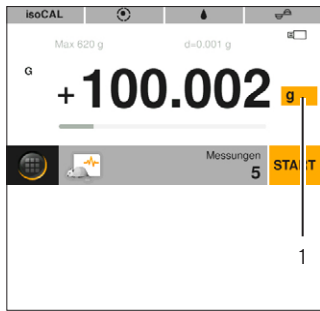 isoCAL
Max 620 g d=0.001 g
G
+100.002 g
Messungen
5
START
1